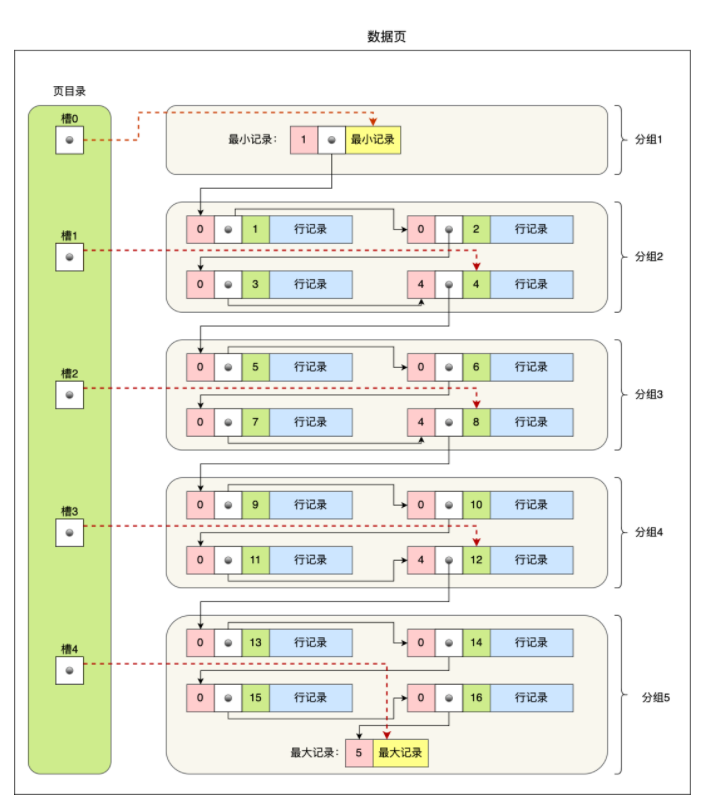 数据页
页目录
槽0
最小记录: 1 最小记录
分组1
0 1 行记录 0 2 行记录
槽1
分组2
0 3 行记录 4 4 行记录
0 5 行记录 0 6 行记录
槽2
分组3
0 7 行记录 4 8 行记录
0 9 行记录 0 10 行记录
槽3
分组4
0 11 行记录 4 12 行记录
0 13 行记录 0 14 行记录
槽4
0 15 行记录 0 16 行记录
分组5
最大记录: 5 最大记录